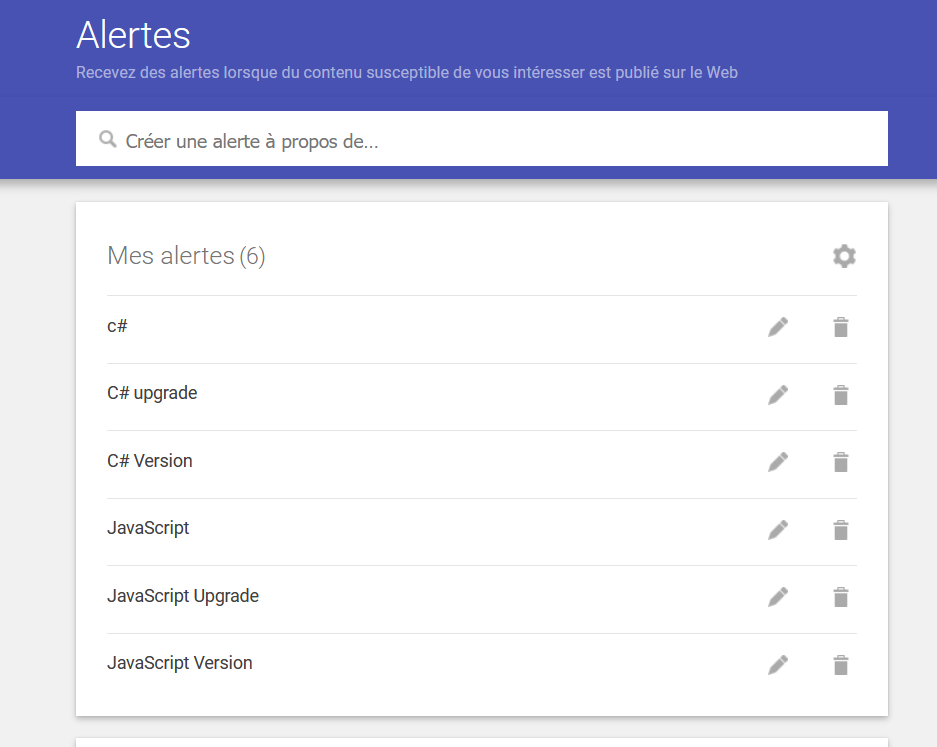 Alertes
Recevez des alertes lorsque du contenu susceptible de vous intéresser est publié sur le Web
Créer une alerte à propos de...
Mes alertes (6)
c#
C# upgrade
C# Version
JavaScript
JavaScript Upgrade
JavaScript Version